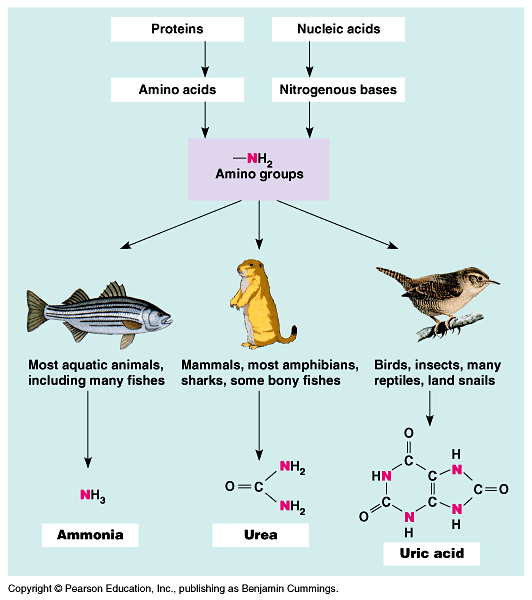 Proteins
Nucleic acids
Amino acids
Nitrogenous bases
—NH2
Amino groups
Most aquatic animals,
including many fishes
Mammals, most amphibians,
sharks, some bony fishes
Birds, insects, many
reptiles, land snails
NH3
O=C
NH2
NH2
O
C
HN
C
C
O
N
H
C
H
N
C=O
N
H
Ammonia
Urea
Uric acid
Copyright © Pearson Education, Inc., publishing as Benjamin Cummings.